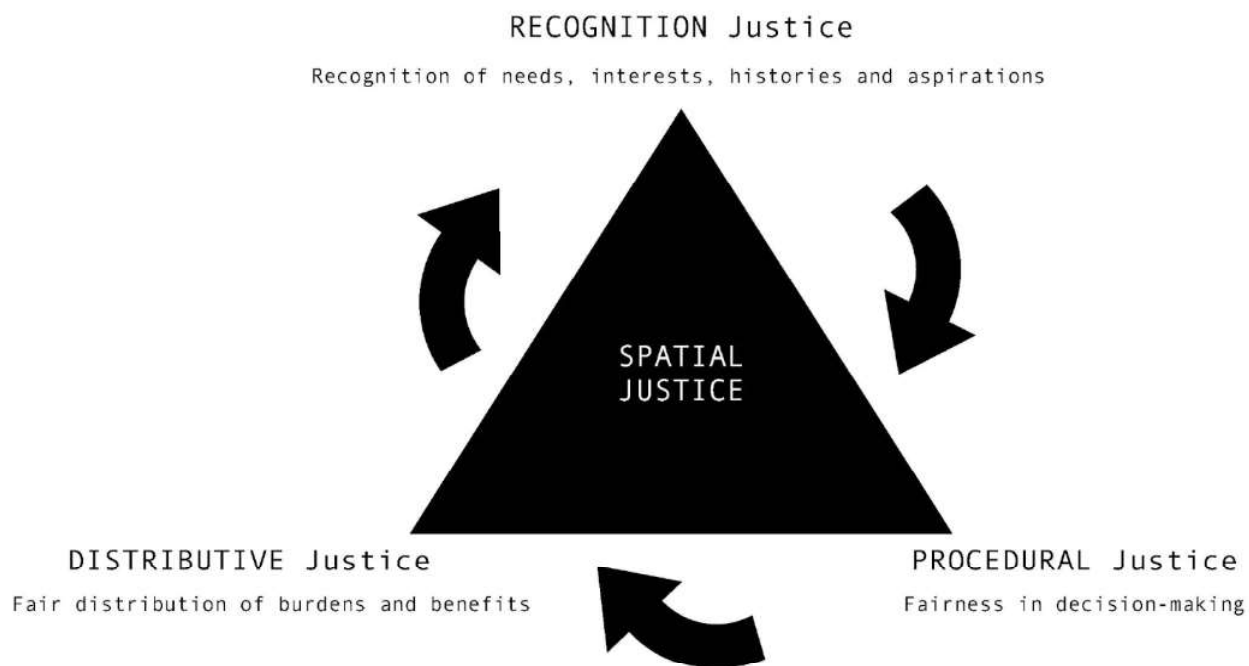 RECOGNITION Justice
Recognition of needs, interests, histories and aspirations
SPATIAL
JUSTICE
DISTRIBUTIVE Justice
Fair distribution of burdens and benefits
PROCEDURAL Justice
Fairness in decision-making